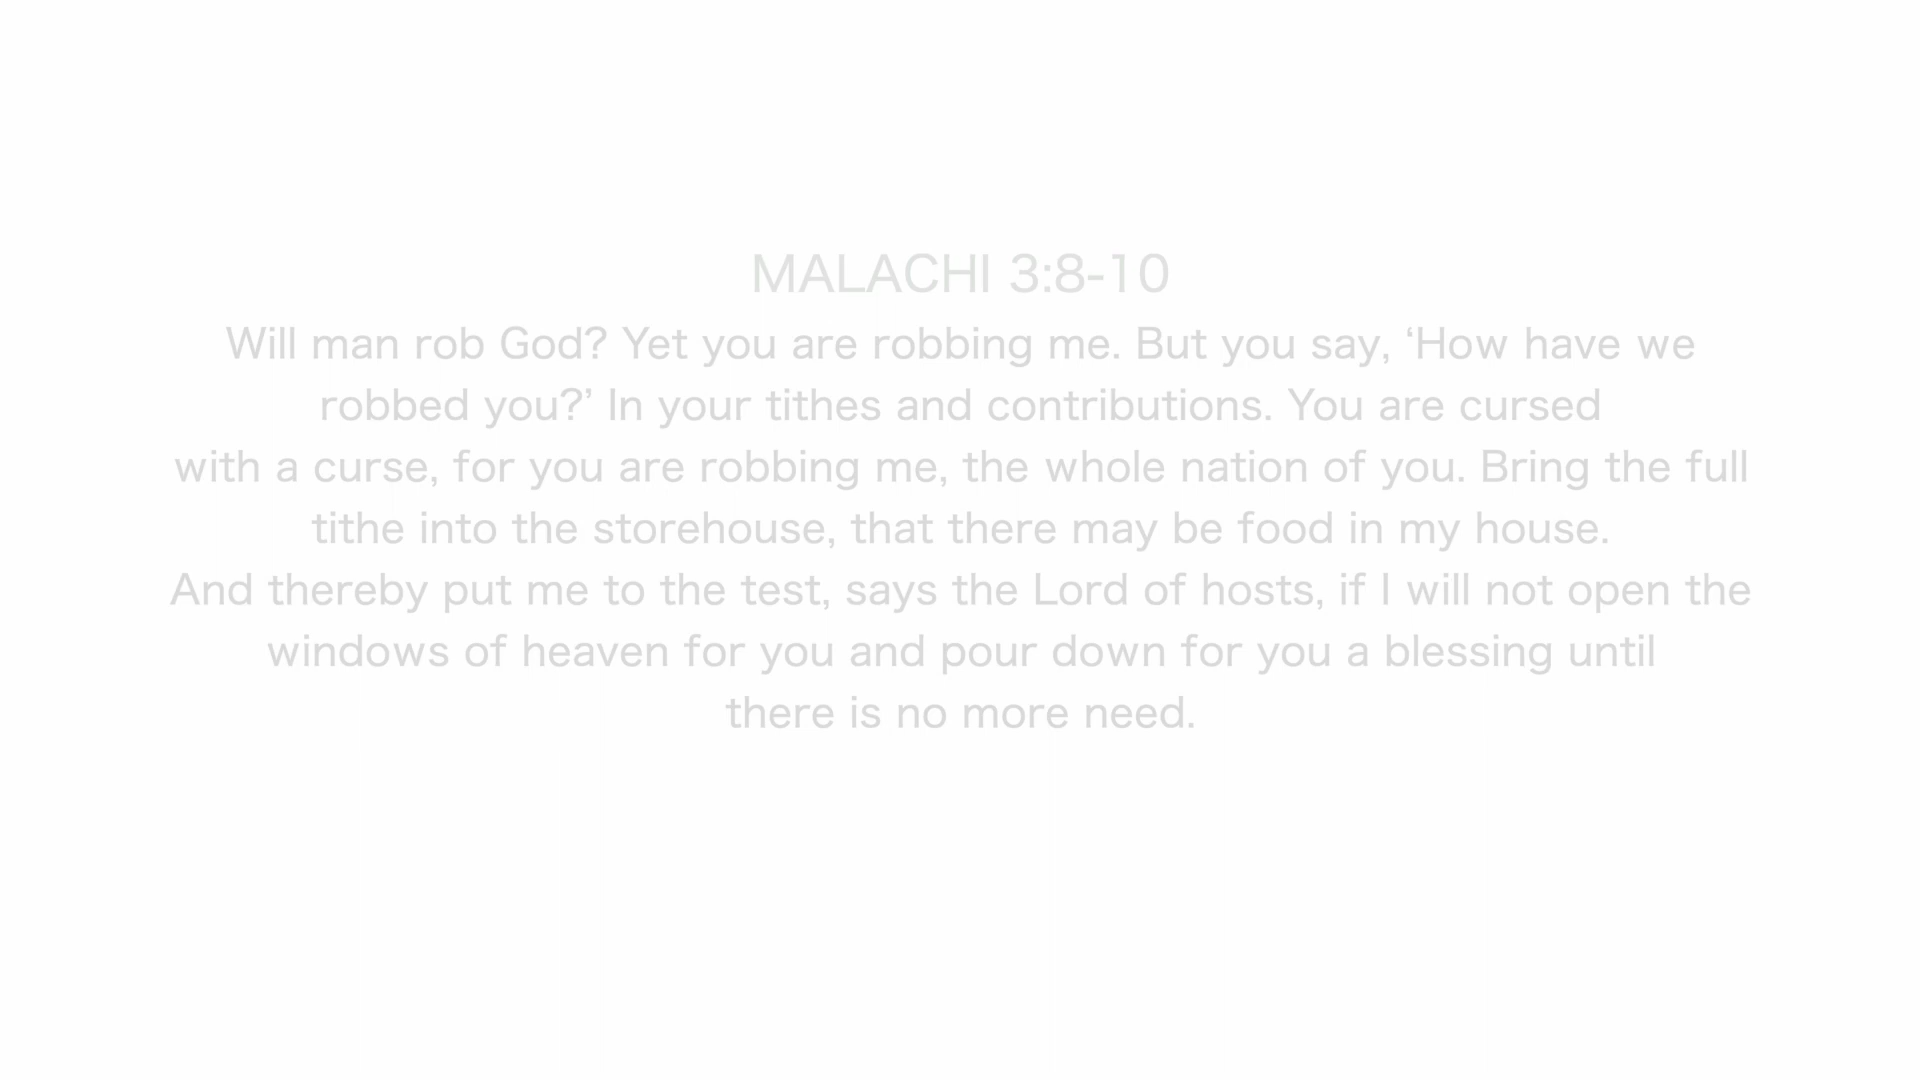 MALACHI 3:8-10
Will man rob God? Yet you are robbing me. But you say, ‘How have we
robbed you?’ In your tithes and contributions. You are cursed
with a curse, for you are robbing me, the whole nation of you. Bring the full
tithe into the storehouse, that there may be food in my house.
And thereby put me to the test, says the Lord of hosts, if I will not open the
windows of heaven for you and pour down for you a blessing until
there is no more need.